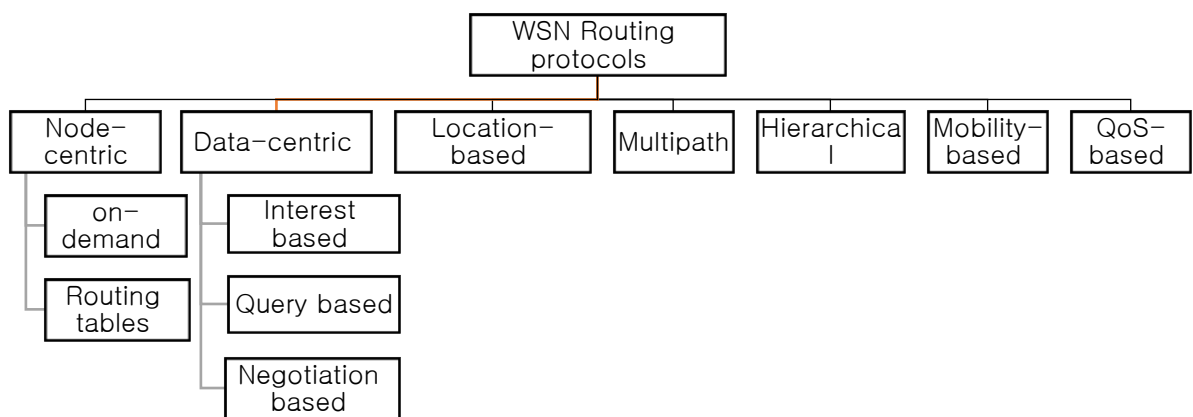 WSN Routing
protocols
Node-
centric
Data-centric
Location-
based
Multipath
Hierarchica
l
Mobility-
based
QoS-
based
on-
demand
Routing
tables
Interest
based
Query based
Negotiation
based